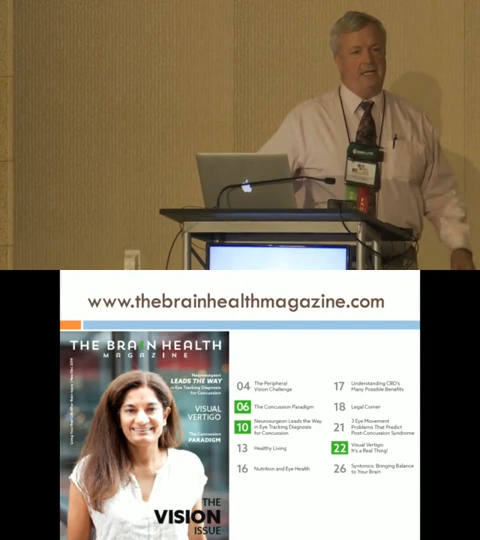 www.thebrainhealthmagazine.com
THE BRAIN HEALTH
MAGAZINE
Neurosurgeon
LEADS THE WAY
in Eye Tracking Diagnosis
for Concussion
VISUAL
VERTIGO
The Concussion
PARADIGM
THE
VISION
ISSUE
04 The Peripheral
Vision Challenge
06 The Concussion Paradigm
10 Neurosurgeon Leads the Way
in Eye Tracking Diagnosis
for Concussion
13 Healthy Living
16 Nutrition and Eye Health
17 Understanding CBD's
Many Possible Benefits
18 Legal Corner
21 3 Eye Movement
Problems That Predict
Post-Concussion Syndrome
22 Visual Vertigo
It's a Real Thing!
26 Syntonics: Bringing Balance
to Your Brain